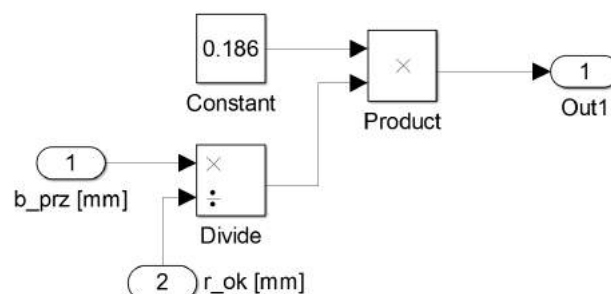 0.186
Constant
×
Product
1
Out1
1
b_prz [mm]
×
÷
Divide
2
r_ok [mm]